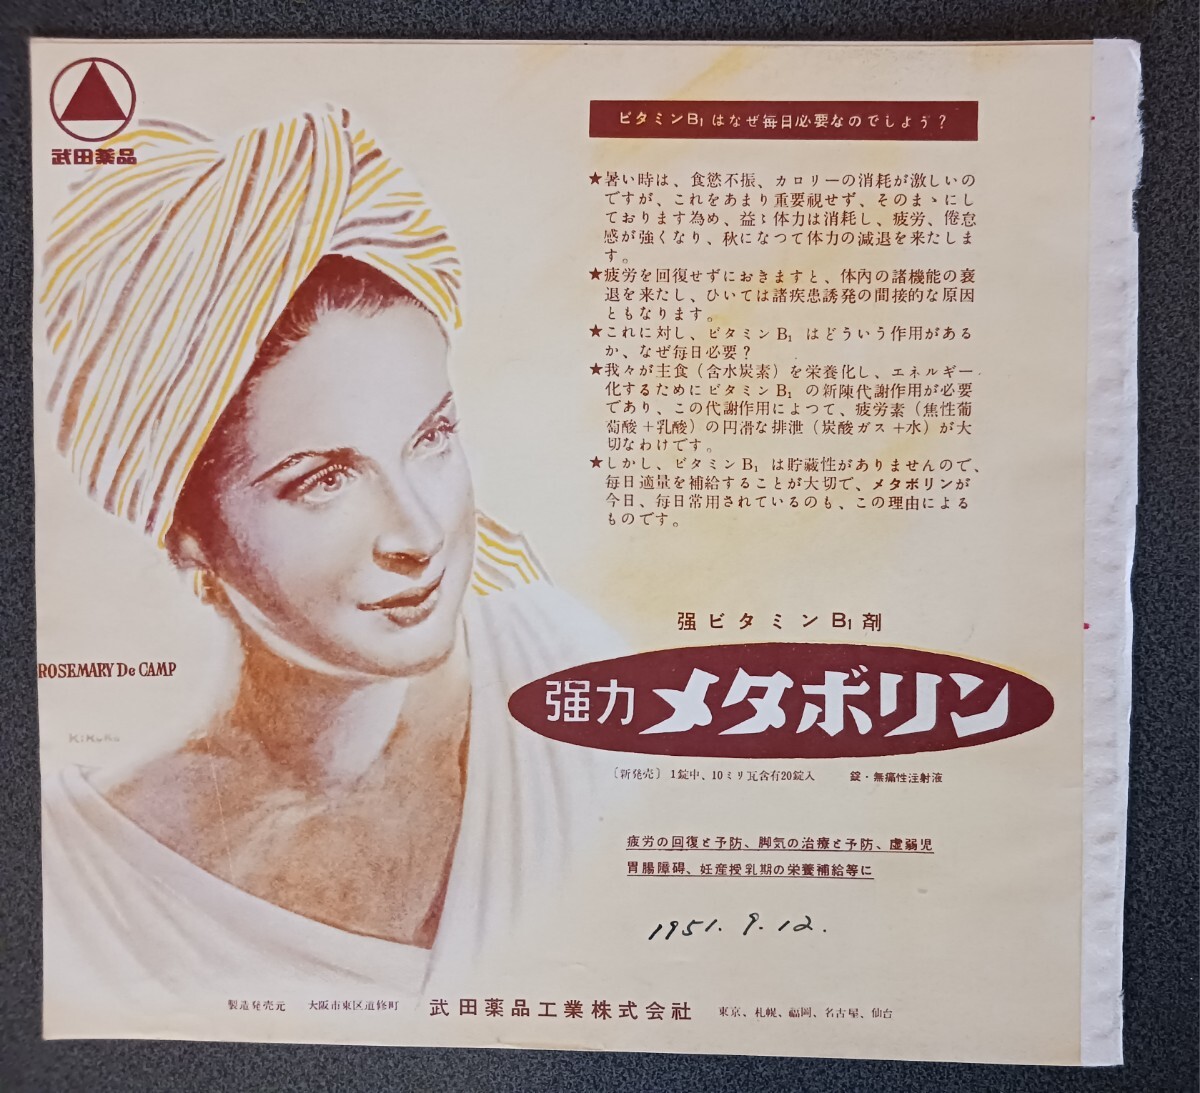 武田薬品
ビタミンB₁はなぜ毎日必要なのでしょう?
★暑い時は、食慾不振、カロリーの消耗が激しいの
ですが、これをあまり重要視せず、そのまゝにし
ております為め、益々体力は消耗し、疲労、倦怠
感が強くなり、秋になつて体力の減退を来たしま
す。
★疲労を回復せずにおきますと、体内の諸機能の衰
退を来たし、ひいては諸疾患誘発の間接的な原因
ともなります。
★これに対し、ビタミンB₁はどういう作用がある
か、なぜ毎日必要?
★我々が主食(含水炭素)を栄養化し、エネルギー
化するためにビタミンB₁の新陳代謝作用が必要
であり、この代謝作用によつて、疲労素(焦性葡
萄酸+乳酸)の円滑な排泄(炭酸ガス+水)が大
切なわけです。
★しかし、ビタミンB₁は貯蔵性がありませんので、
毎日適量を補給することが大切で、メタボリンが
今日、毎日常用されているのも、この理由による
ものです。
强ビタミンB₁剤
ROSEMARY De CAMP
强力メタボリン
KiKuRo
〔新発売〕1錠中、10ミリ瓦含有20錠入 錠・無痛性注射液
疲労の回復と予防、脚気の治療と予防、虚弱児
胃腸障碍、妊産授乳期の栄養補給等に
1951. 9. 12.
製造発売元 大阪市東区道修町 武田薬品工業株式会社 東京、札幌、福岡、名古屋、仙台